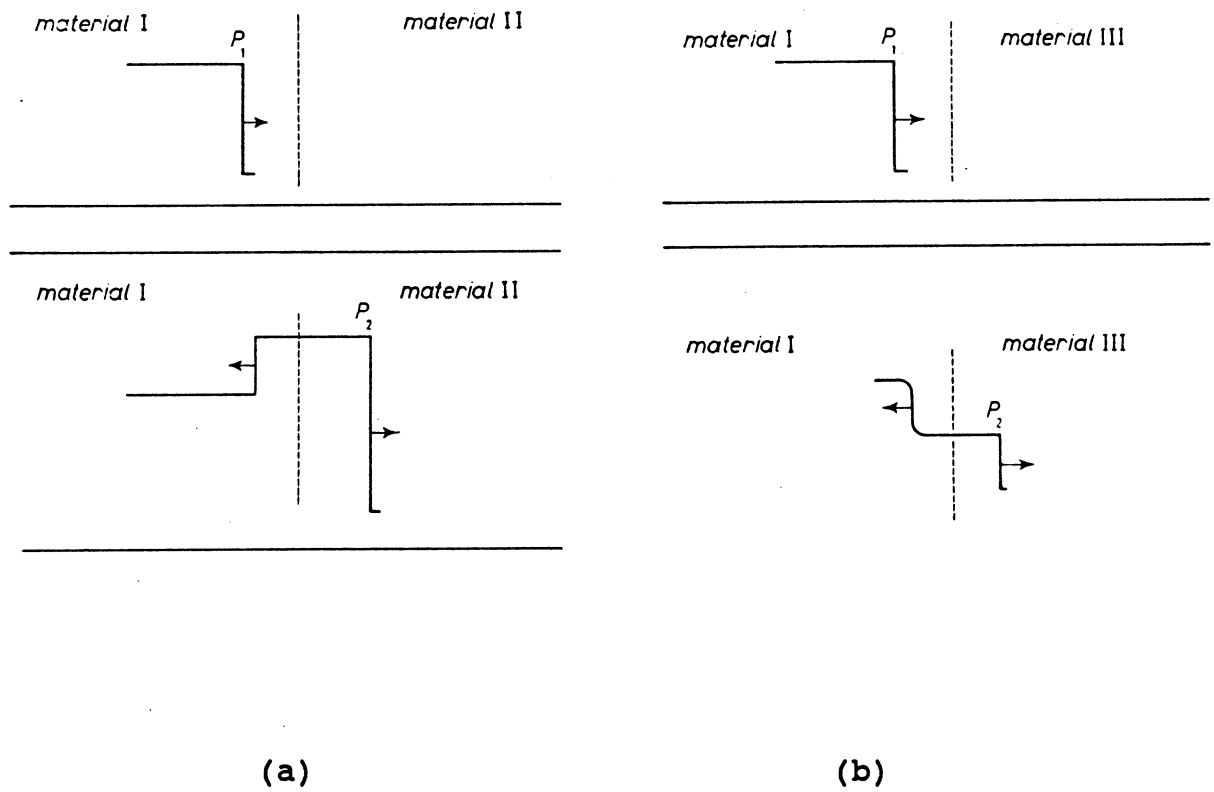 material I
material II
P₁
material I
material II
P₂
(a)
material I
material III
P₁
material I
material III
P₂
(b)